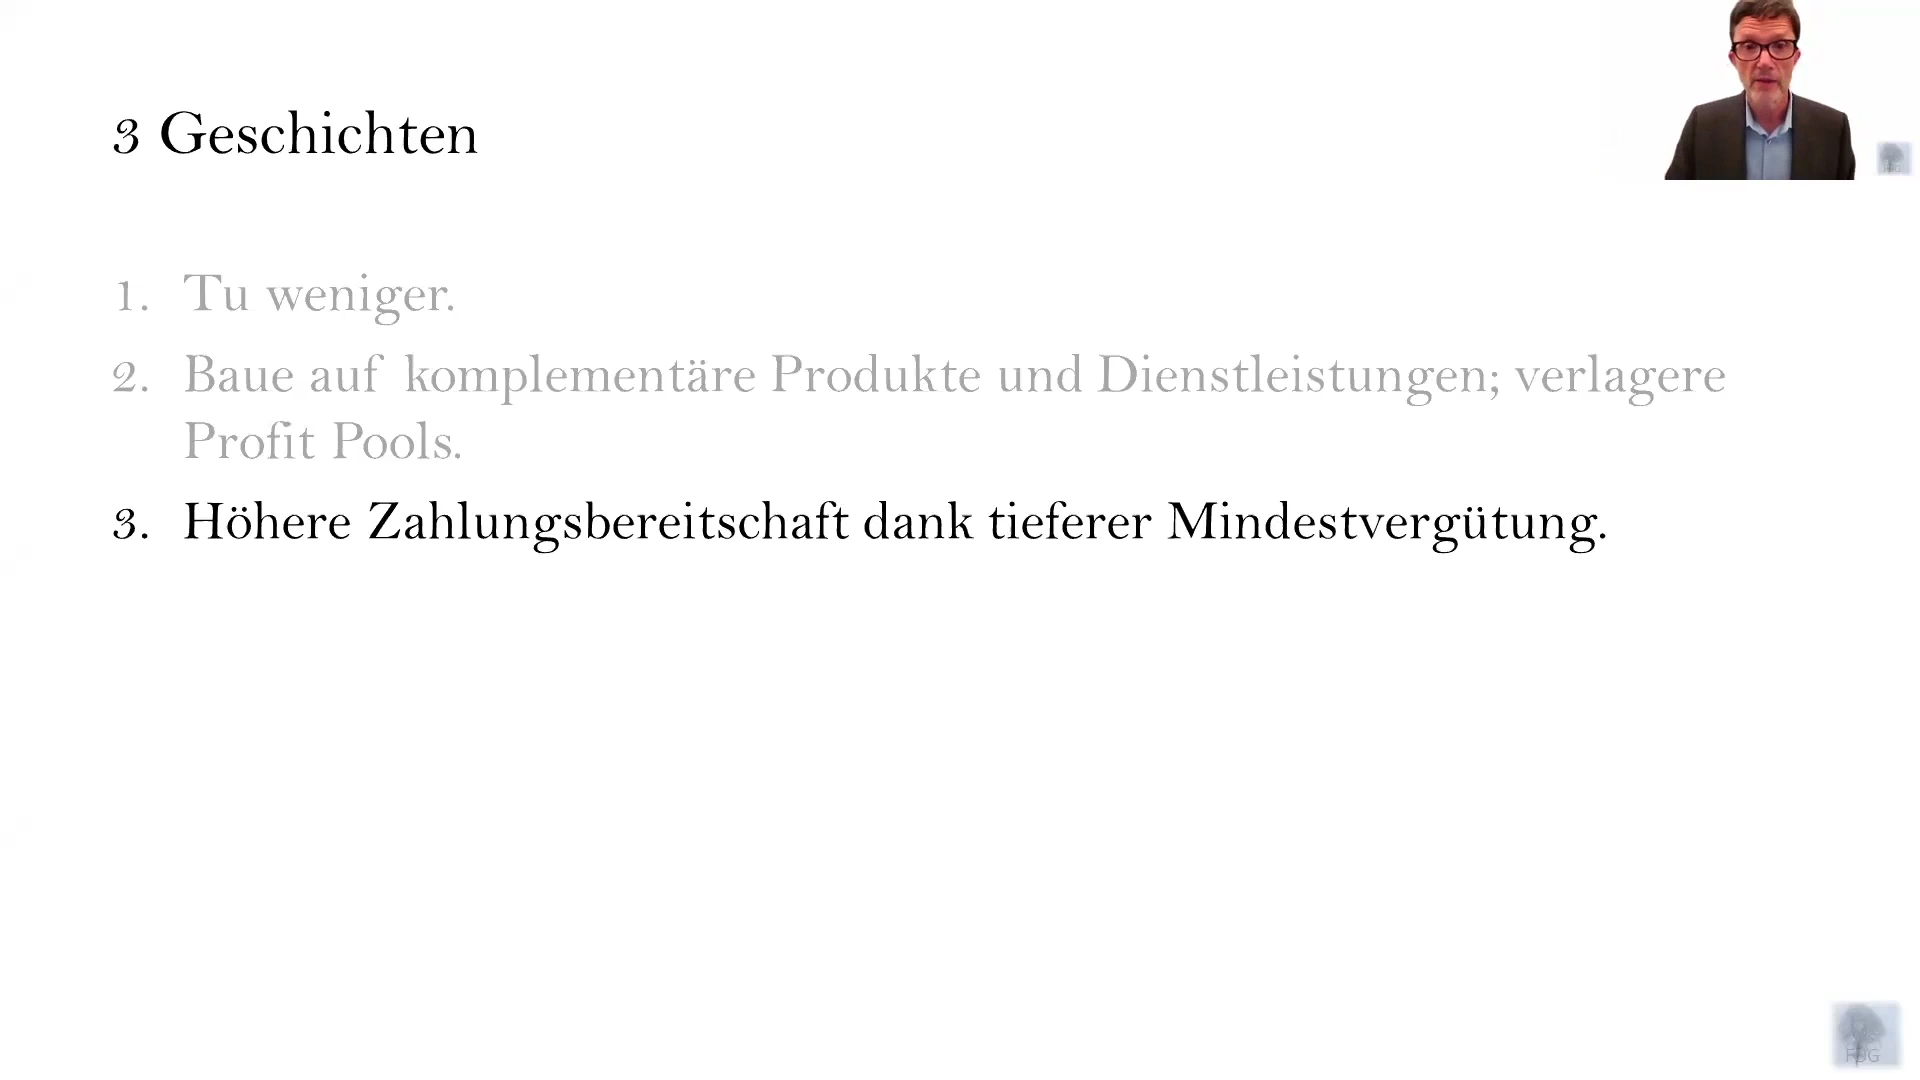 3 Geschichten
1. Tu weniger.
2. Baue auf komplementäre Produkte und Dienstleistungen; verlagere
Profit Pools.
3. Höhere Zahlungsbereitschaft dank tieferer Mindestvergütung.